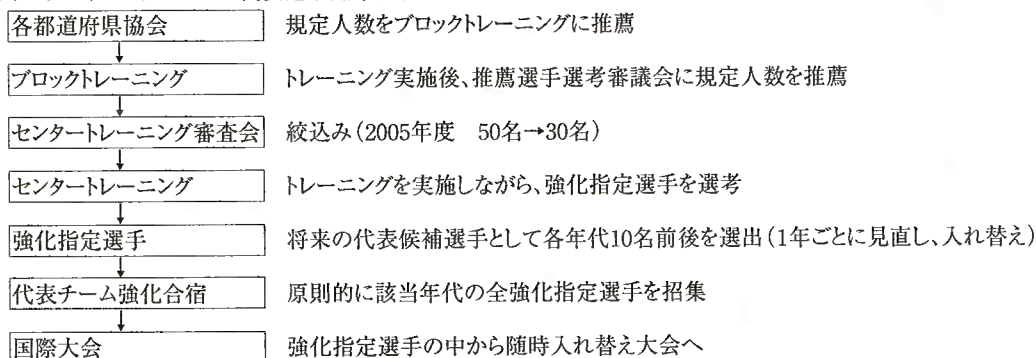 各都道府県協会 規定人数をブロックトレーニングに推薦
ブロックトレーニング トレーニング実施後、推薦選手選考審議会に規定人数を推薦
センタートレーニング審査会 絞込み(2005年度 50名→30名)
センタートレーニング トレーニングを実施しながら、強化指定選手を選考
強化指定選手 将来の代表候補選手として各年代10名前後を選出(1年ごとに見直し、入れ替え)
代表チーム強化合宿 原則的に該当年代の全強化指定選手を招集
国際大会 強化指定選手の中から随時入れ替え大会へ